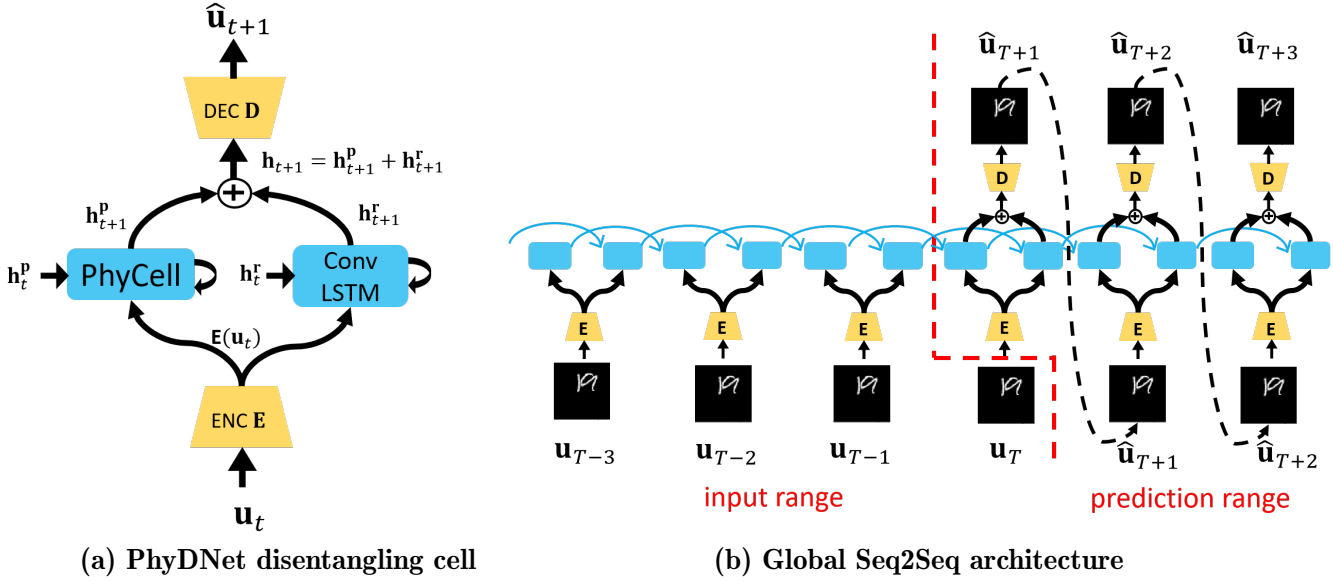 û_{t+1}
DEC D
h_{t+1} = h^p_{t+1} + h^r_{t+1}
+
h^p_{t+1}
h^r_{t+1}
h^p_t
PhyCell
h^r_t
Conv
LSTM
E(u_t)
ENC E
u_t
(a) PhyDNet disentangling cell
û_{T+1} û_{T+2} û_{T+3}
D D D
+ + +
E E E E E E
u_{T−3} u_{T−2} u_{T−1} u_T û_{T+1} û_{T+2}
input range prediction range
(b) Global Seq2Seq architecture